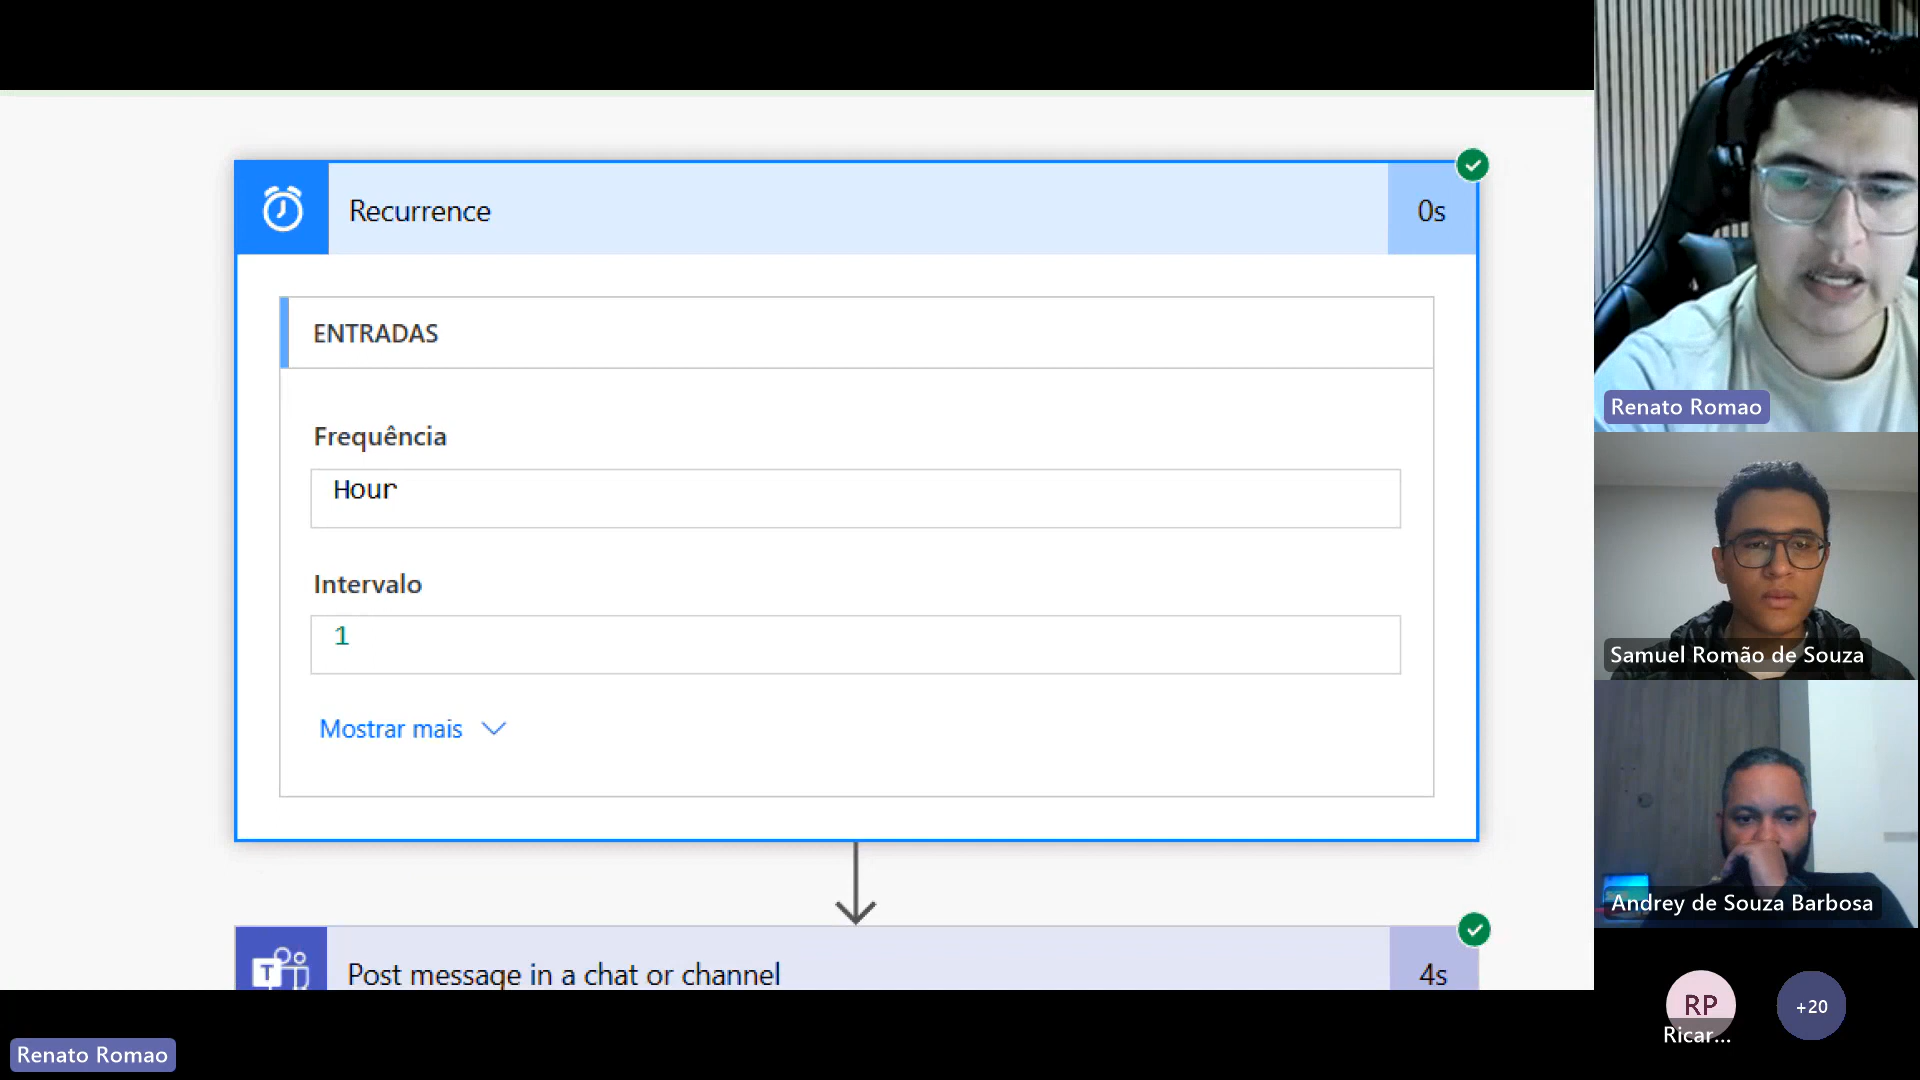 Recurrence
0s
ENTRADAS
Frequência
Hour
Intervalo
1
Mostrar mais
T
Post message in a chat or channel
4s
Renato Romao
Renato Romao
Samuel Romão de Souza
Andrey de Souza Barbosa
RP
Ricar...
+20